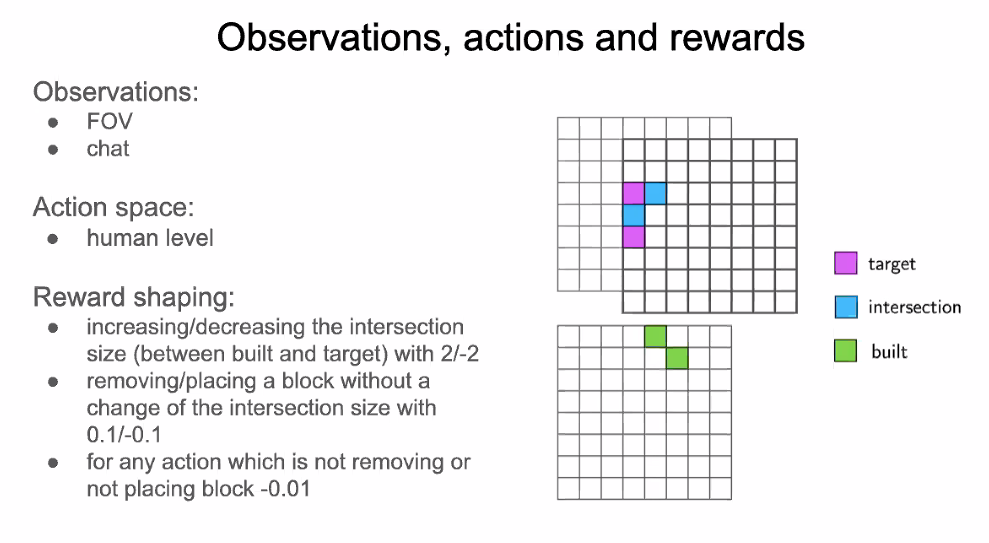 Observations, actions and rewards
Observations:
● FOV
● chat
Action space:
● human level
Reward shaping:
● increasing/decreasing the intersection
size (between built and target) with 2/-2
● removing/placing a block without a
change of the intersection size with
0.1/-0.1
● for any action which is not removing or
not placing block -0.01
target
intersection
built